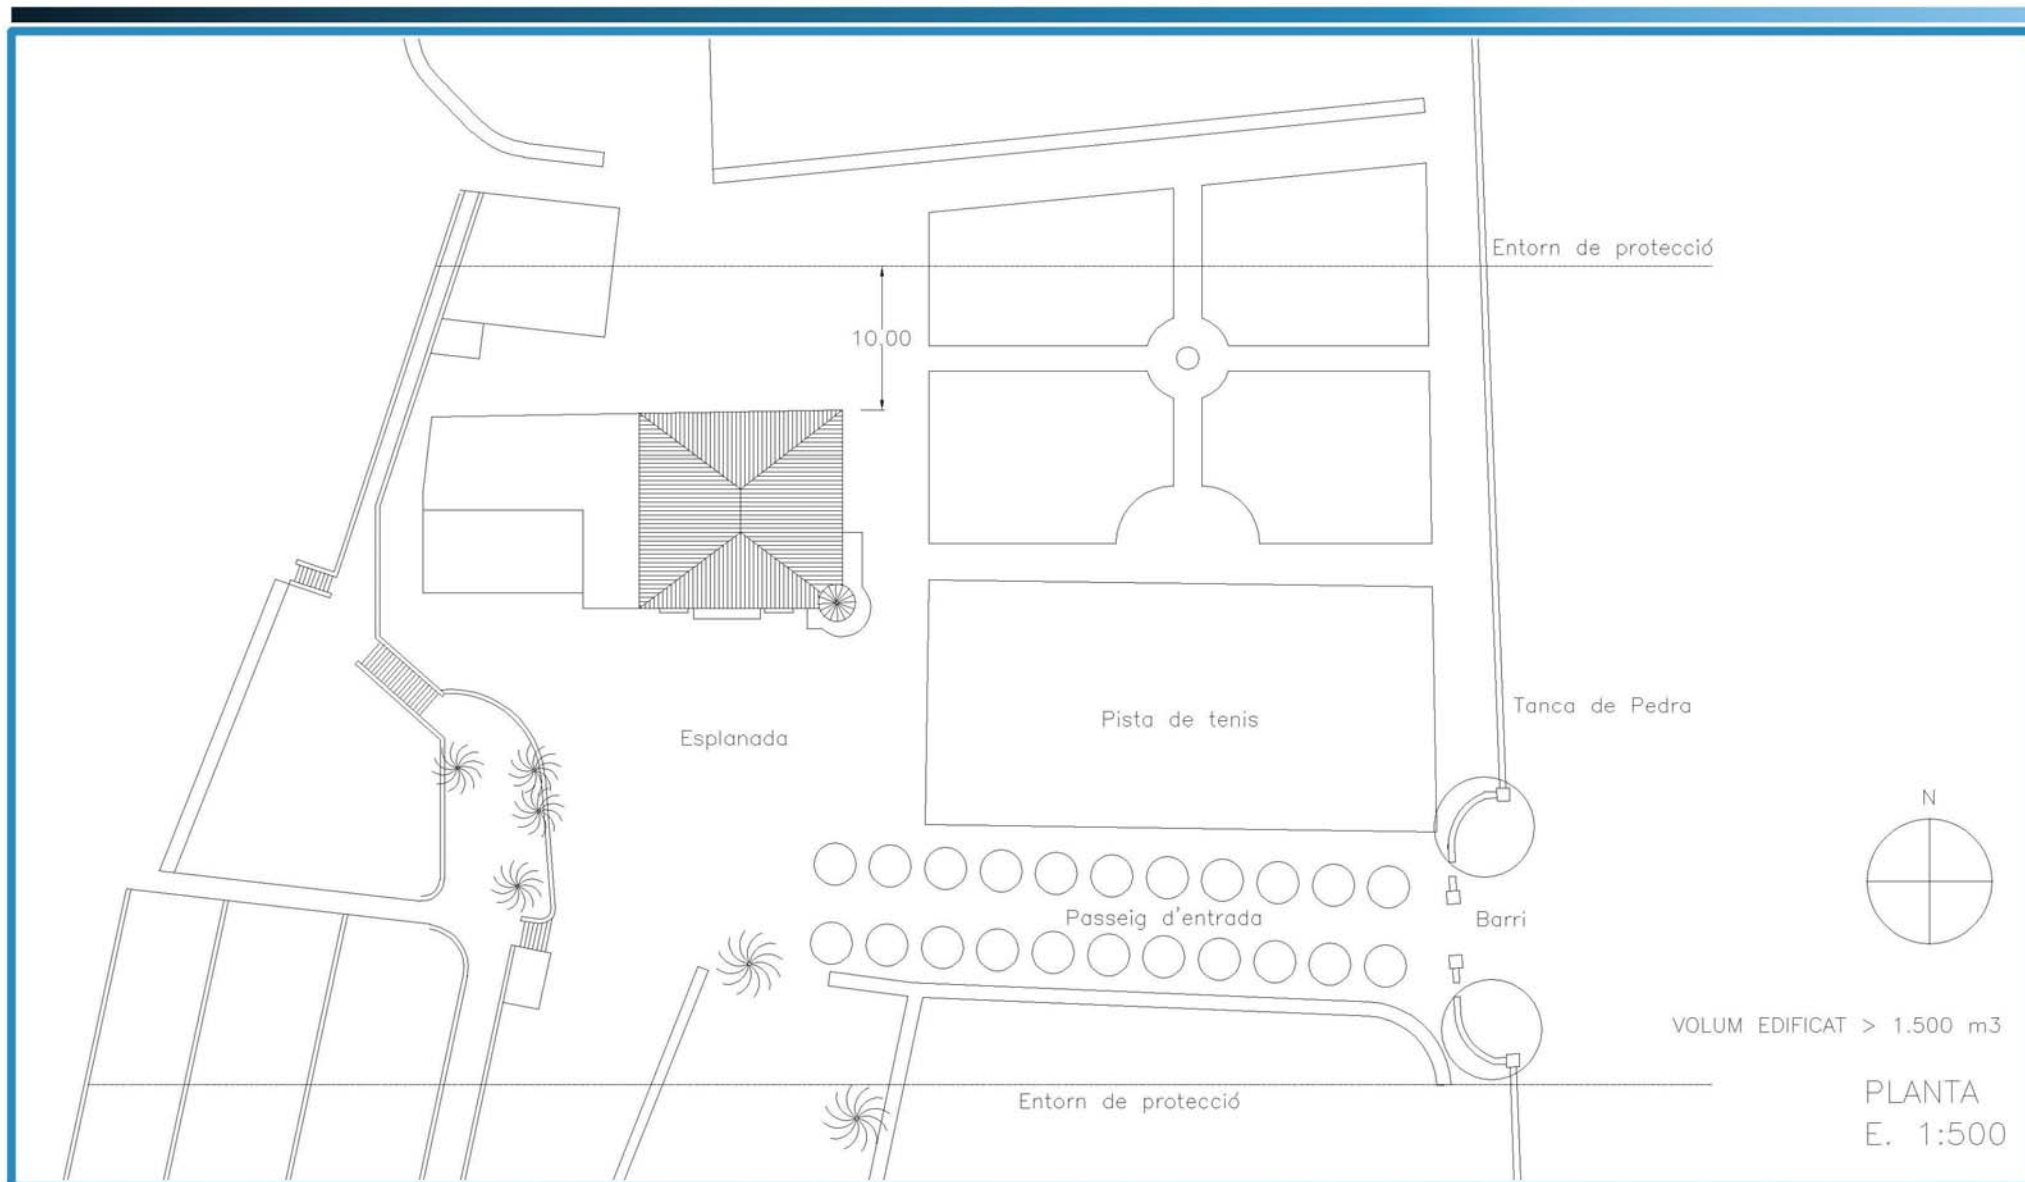 Entorn de protecció
10.00
Tanca de Pedra
Pista de tenis
Esplanada
N
Passeig d'entrada
Barri
VOLUM EDIFICAT > 1.500 m3
Entorn de protecció
PLANTA
E. 1:500